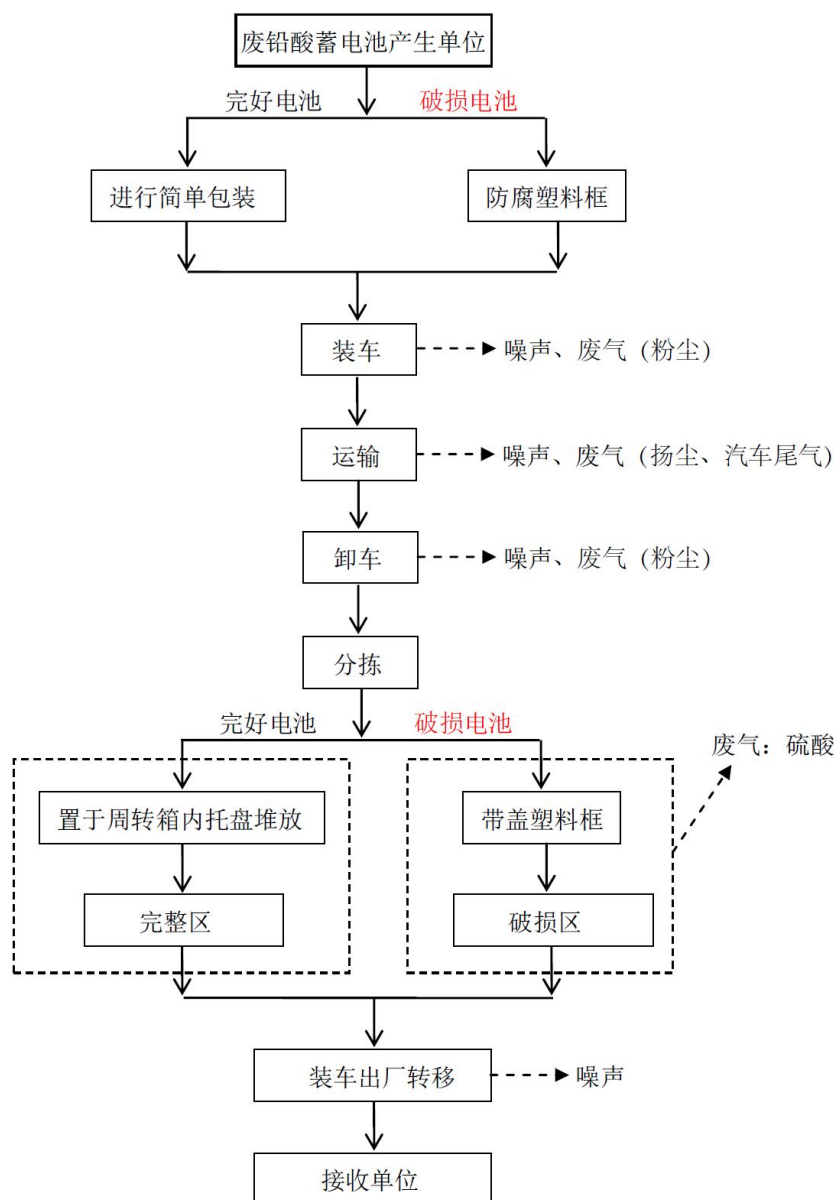 废铅酸蓄电池产生单位
完好电池
破损电池
进行简单包装
防腐塑料框
装车
噪声、废气（粉尘）
运输
噪声、废气（扬尘、汽车尾气）
卸车
噪声、废气（粉尘）
分拣
完好电池
破损电池
废气：硫酸
置于周转箱内托盘堆放
带盖塑料框
完整区
破损区
装车出厂转移
噪声
接收单位